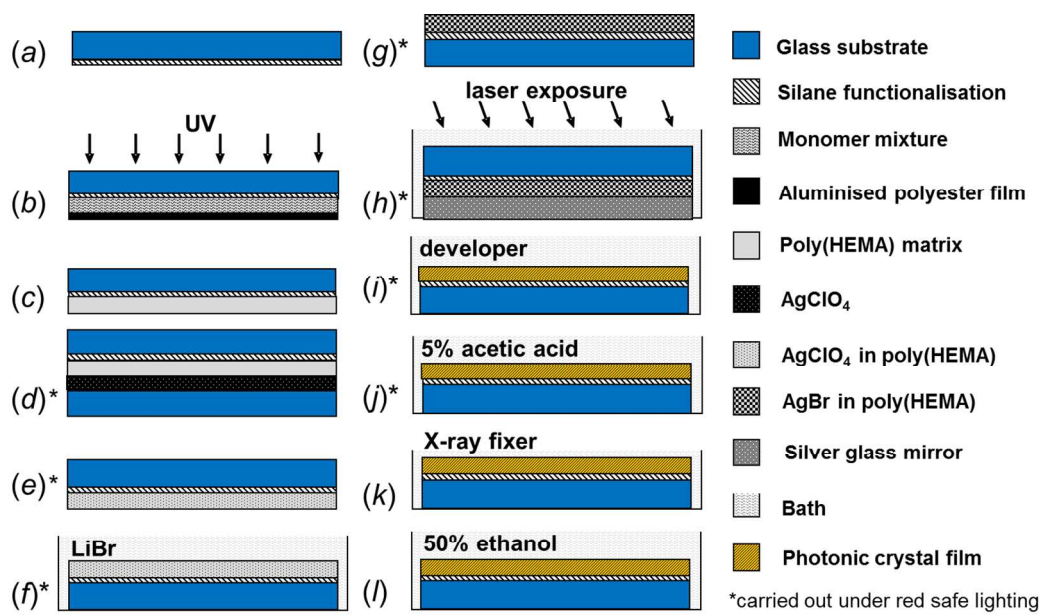 (a)
UV
(b)
(c)
(d)*
(e)*
LiBr
(f)*
(g)*
laser exposure
(h)*
developer
(i)*
5% acetic acid
(j)*
X-ray fixer
(k)
50% ethanol
(l)
Glass substrate
Silane functionalisation
Monomer mixture
Aluminised polyester film
Poly(HEMA) matrix
AgClO₄
AgClO₄ in poly(HEMA)
AgBr in poly(HEMA)
Silver glass mirror
Bath
Photonic crystal film
*carried out under red safe lighting